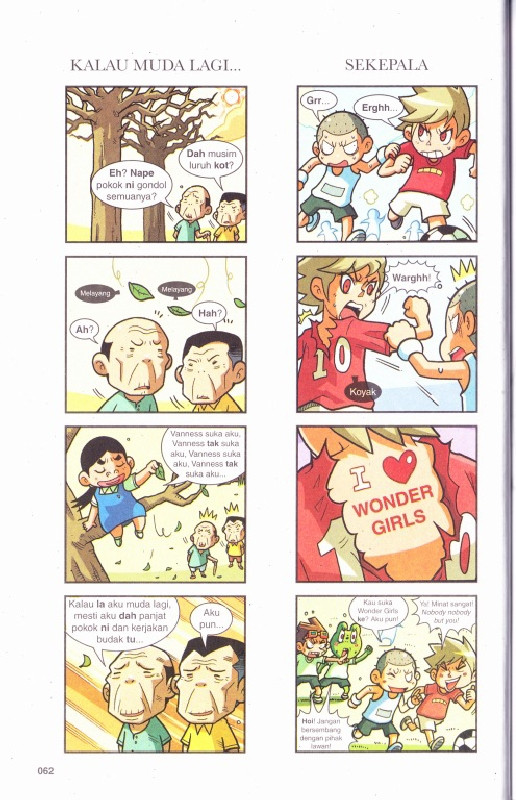 KALAU MUDA LAGI...
Eh? Nape
pokok ni gondol
semuanya?
Dah musim
luruh kot?
Melayang
Melayang
Ah?
Hah?
Vanness suka aku,
Vanness tak suka
aku, Vanness suka
aku, Vanness tak
suka aku...
Kalau la aku muda lagi,
mesti aku dah panjat
pokok ni dan kerjakan
budak tu...
Aku
pun...
SEKEPALA
Grr...
Erghh...
Warghh!!
10
Koyak
I
WONDER
GIRLS
Kau suka
Wonder Girls
ke? Aku pun!
Ya! Minat sangat!
Nobody nobody
but you!
Hoi! Jangan
bersembang
dengan pihak
lawan!
062